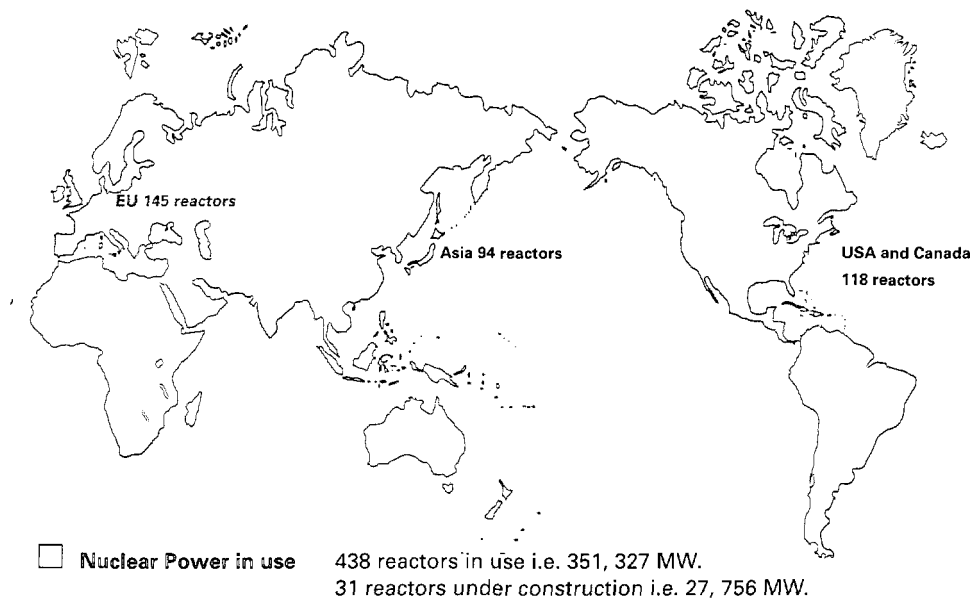 EU 145 reactors
Asia 94 reactors
USA and Canada
118 reactors
Nuclear Power in use
438 reactors in use i.e. 351, 327 MW.
31 reactors under construction i.e. 27, 756 MW.